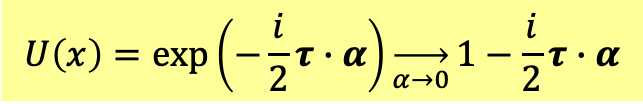 U(x) = exp(−i/2 τ · α) ⟶_{α→0} 1 − i/2 τ · α